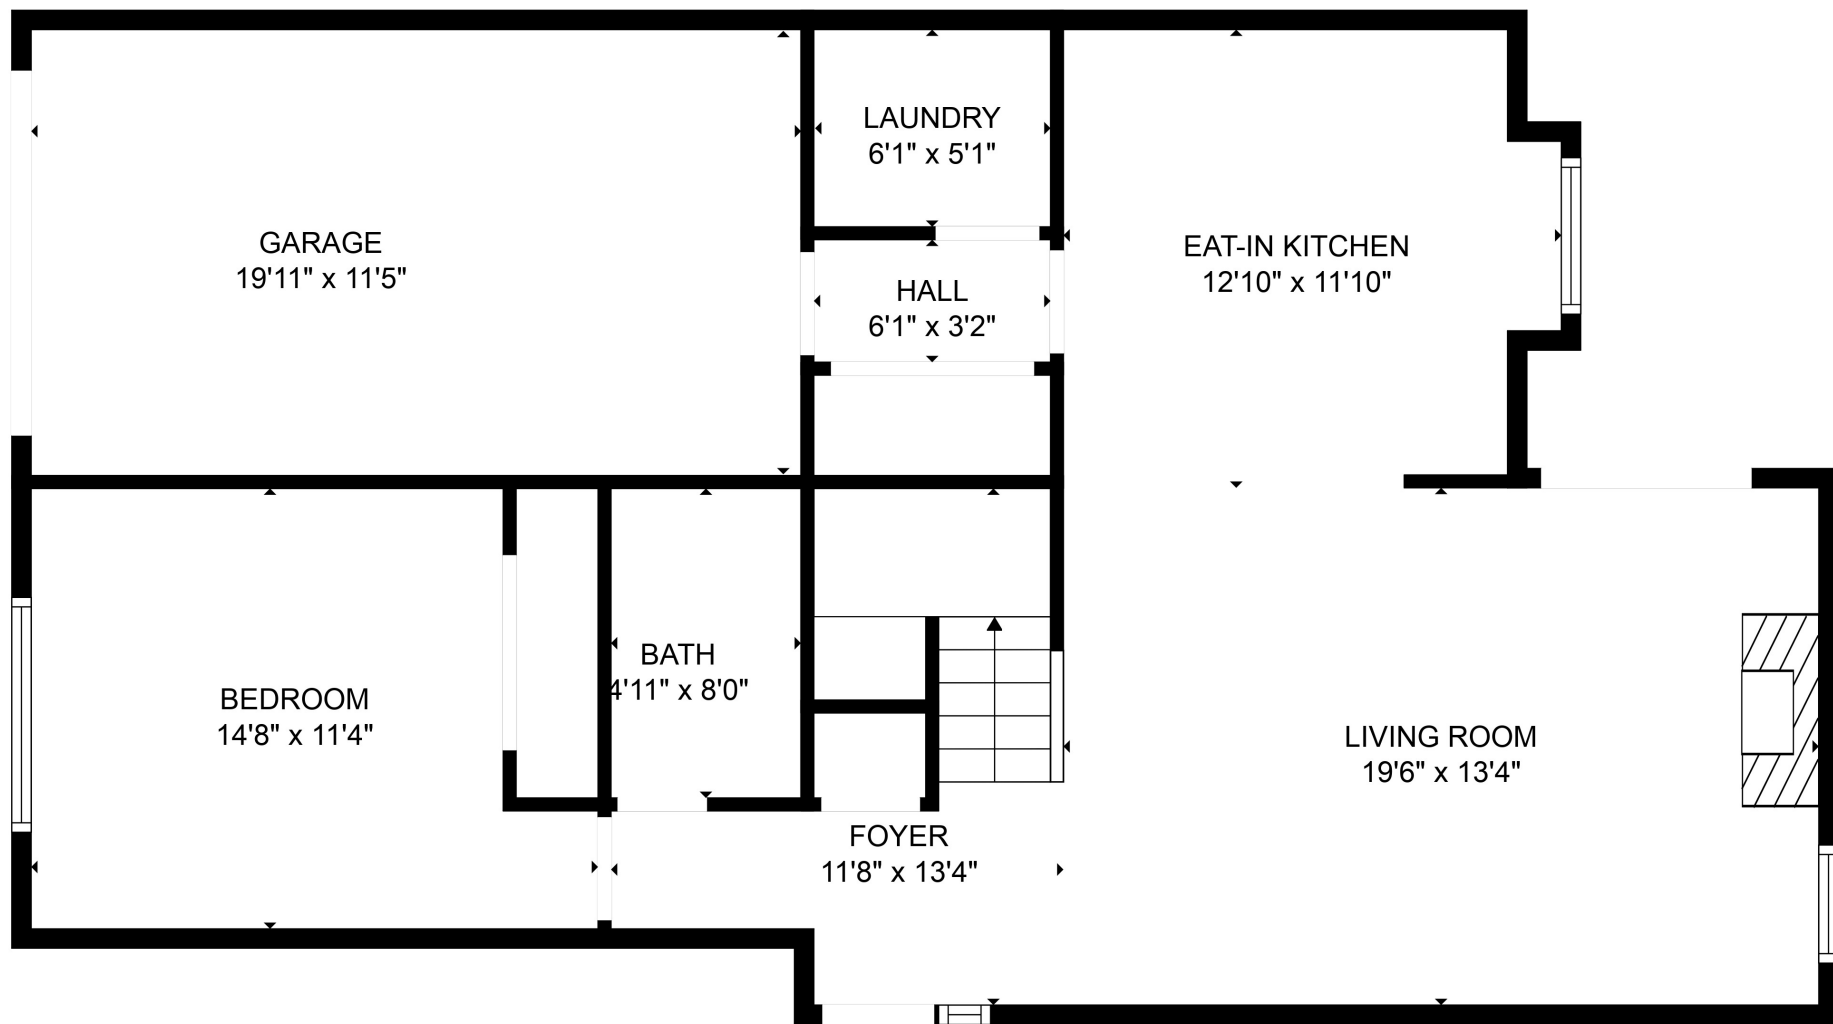 LAUNDRY
6'1" x 5'1"
GARAGE
19'11" x 11'5"
EAT-IN KITCHEN
12'10" x 11'10"
HALL
6'1" x 3'2"
BATH
4'11" x 8'0"
BEDROOM
14'8" x 11'4"
LIVING ROOM
19'6" x 13'4"
FOYER
11'8" x 13'4"